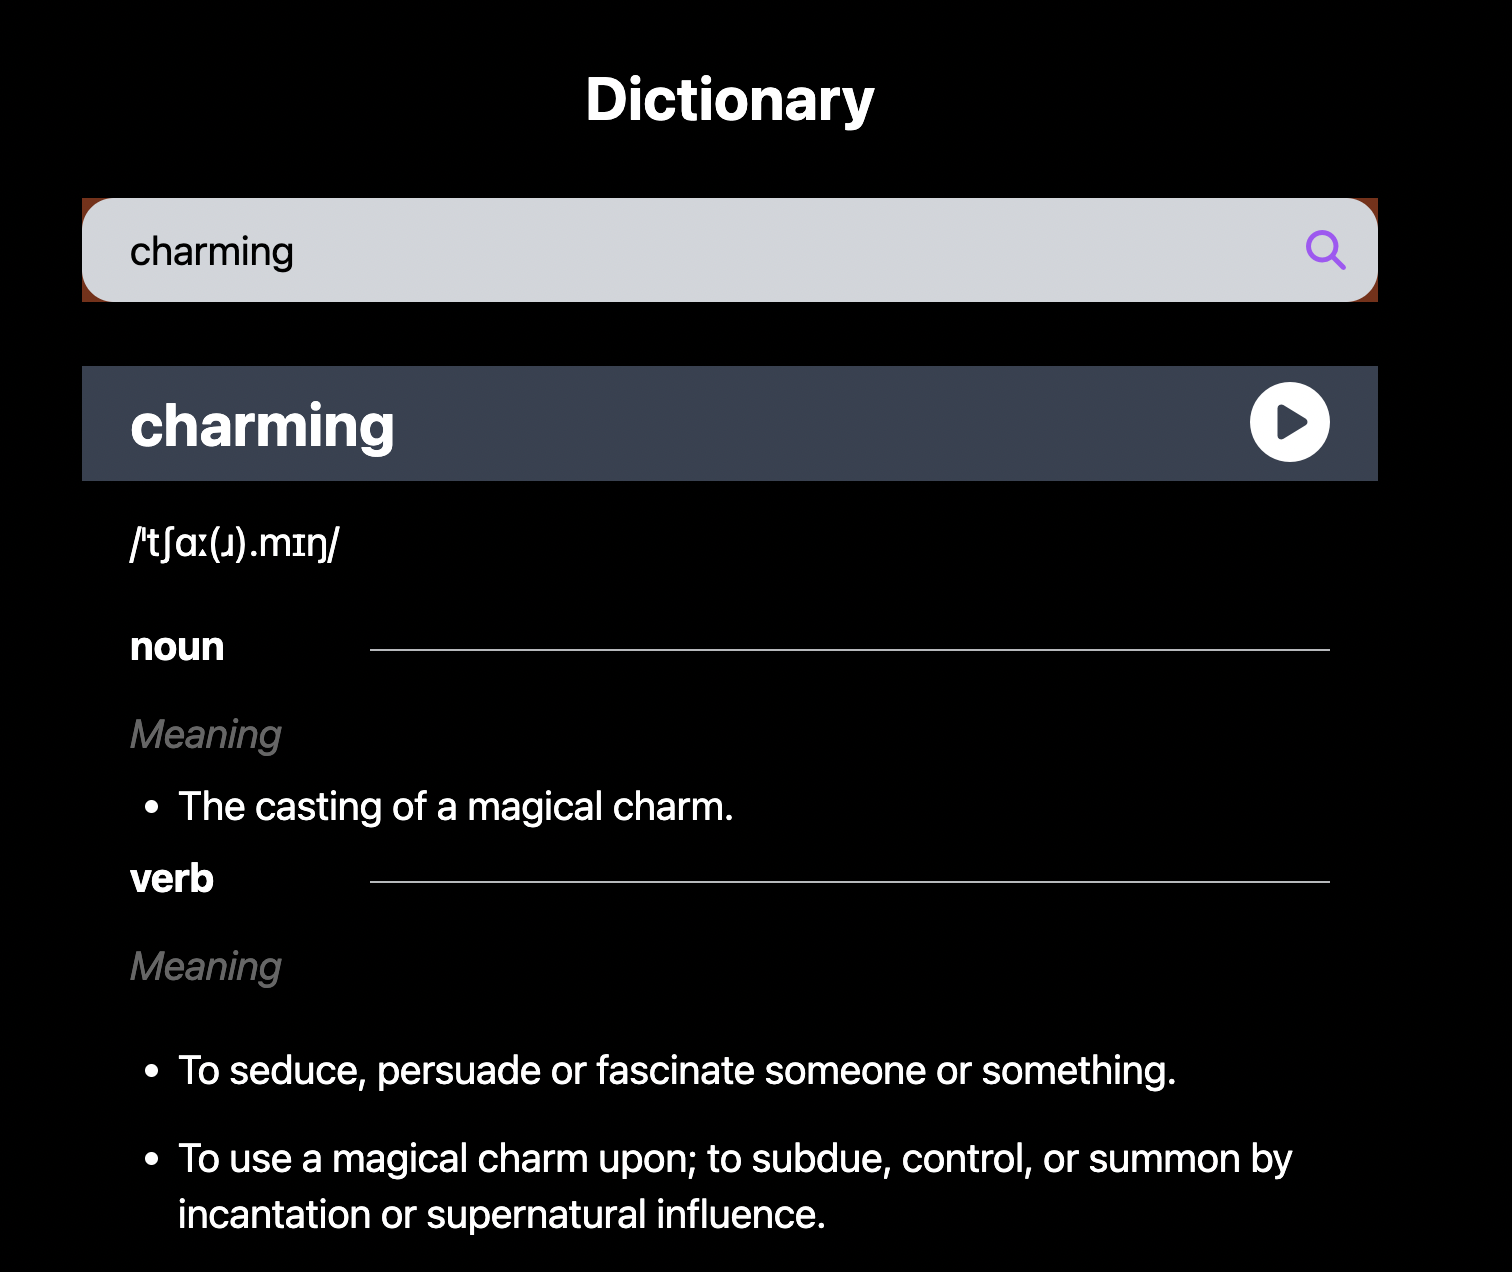 Dictionary
charming
charming
/ˈtʃɑː(ɹ).mɪŋ/
noun
Meaning
• The casting of a magical charm.
verb
Meaning
• To seduce, persuade or fascinate someone or something.
• To use a magical charm upon; to subdue, control, or summon by
incantation or supernatural influence.